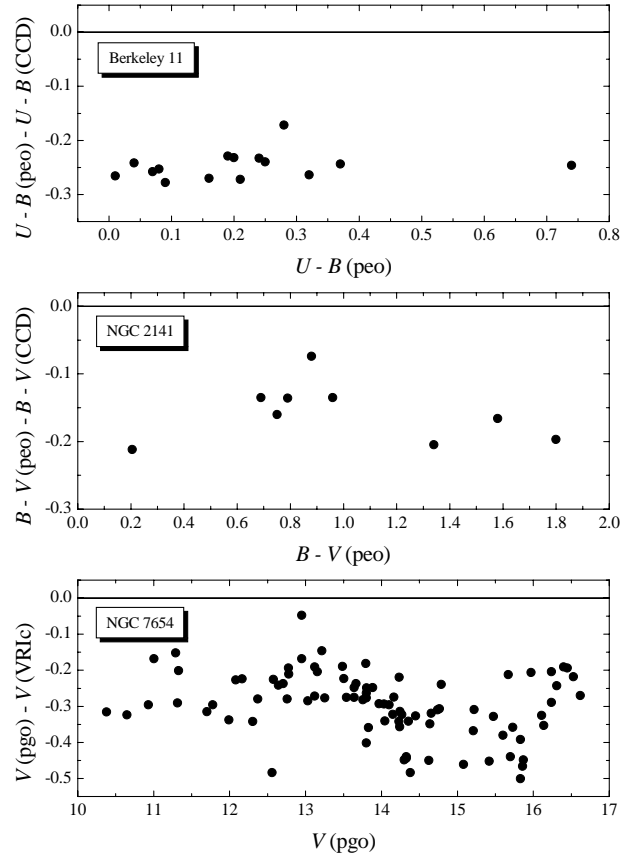 Berkeley 11
U - B (peo) - U - B (CCD)
0.0
-0.1
-0.2
-0.3
0.0 0.1 0.2 0.3 0.4 0.5 0.6 0.7 0.8
U - B (peo)
NGC 2141
B - V (peo) - B - V (CCD)
0.0
-0.1
-0.2
-0.3
0.0 0.2 0.4 0.6 0.8 1.0 1.2 1.4 1.6 1.8 2.0
B - V (peo)
NGC 7654
V (pgo) - V (VRIc)
0.0
-0.1
-0.2
-0.3
-0.4
-0.5
10 11 12 13 14 15 16 17
V (pgo)